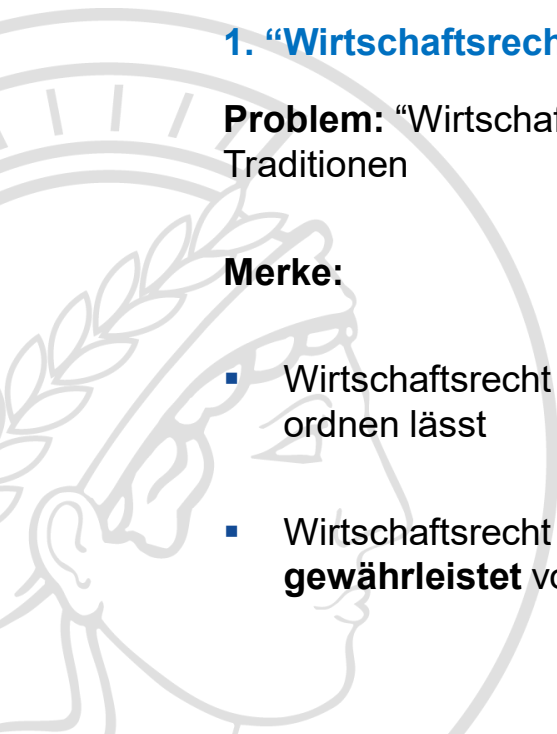 1. “Wirtschaftsrech
Problem: “Wirtschaf
Traditionen
Merke:
Wirtschaftsrecht
ordnen lässt
Wirtschaftsrecht
gewährleistet vo